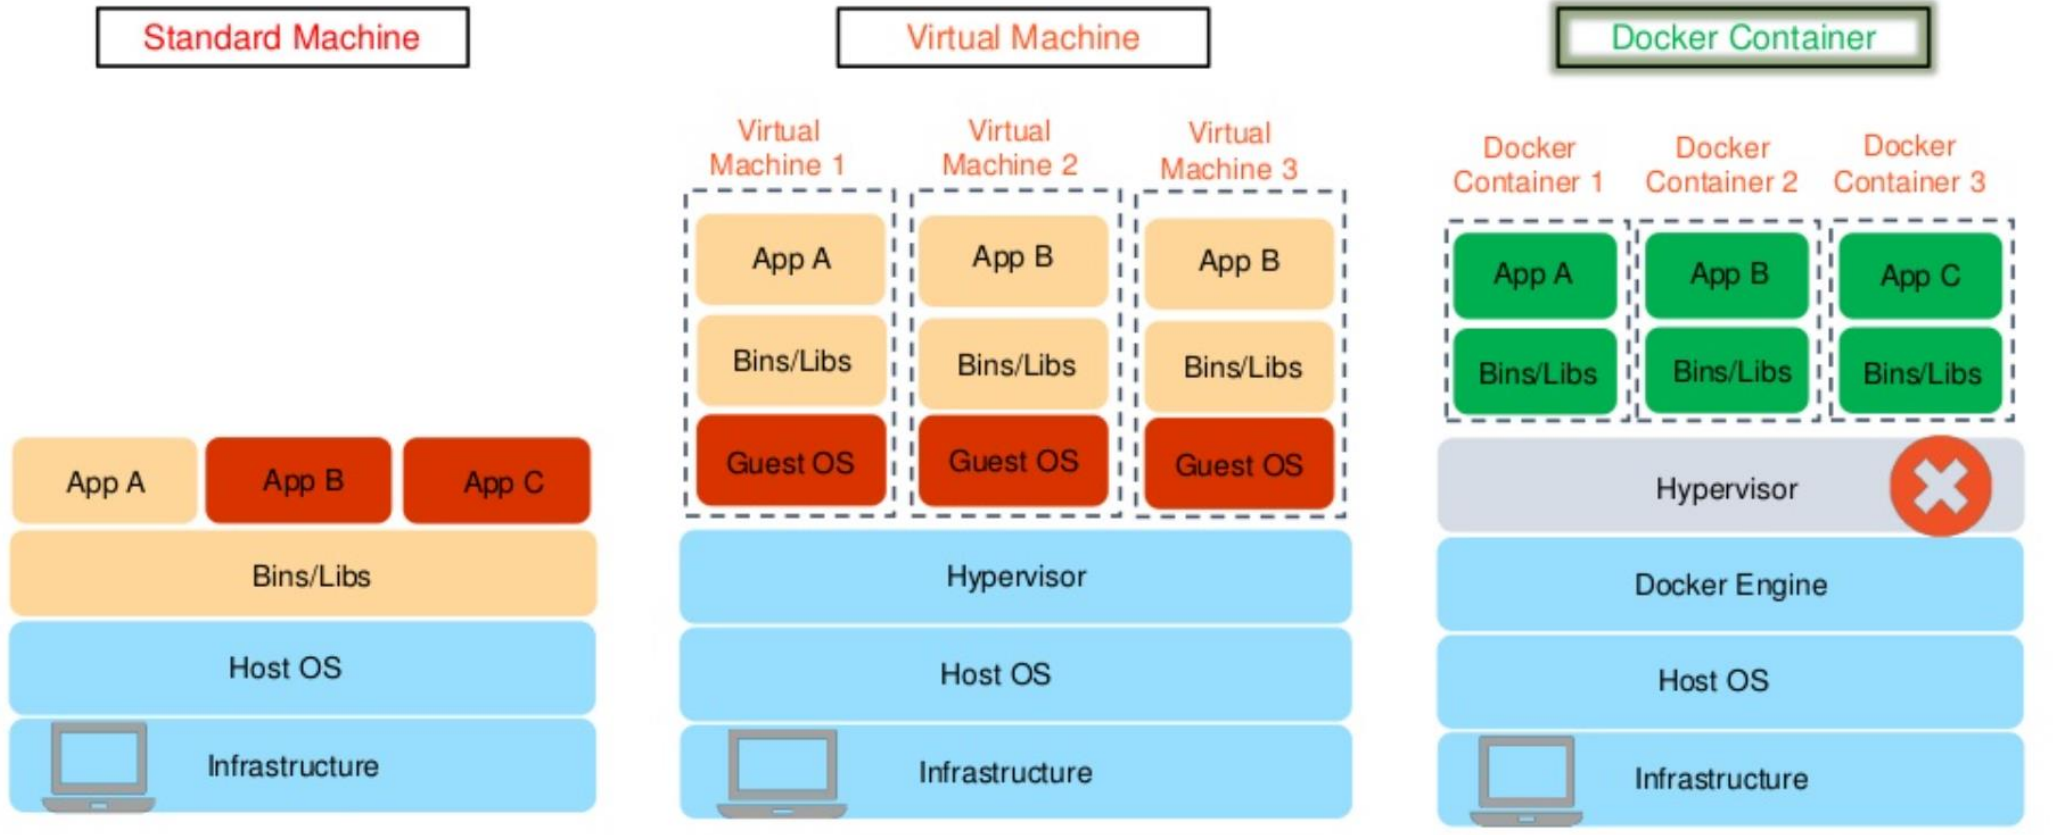 Standard Machine
App A
App B
App C
Bins/Libs
Host OS
Infrastructure
Virtual Machine
Virtual
Machine 1
Virtual
Machine 2
Virtual
Machine 3
App A
App B
App B
Bins/Libs
Bins/Libs
Bins/Libs
Guest OS
Guest OS
Guest OS
Hypervisor
Host OS
Infrastructure
Docker Container
Docker
Container 1
Docker
Container 2
Docker
Container 3
App A
App B
App C
Bins/Libs
Bins/Libs
Bins/Libs
Hypervisor
Docker Engine
Host OS
Infrastructure